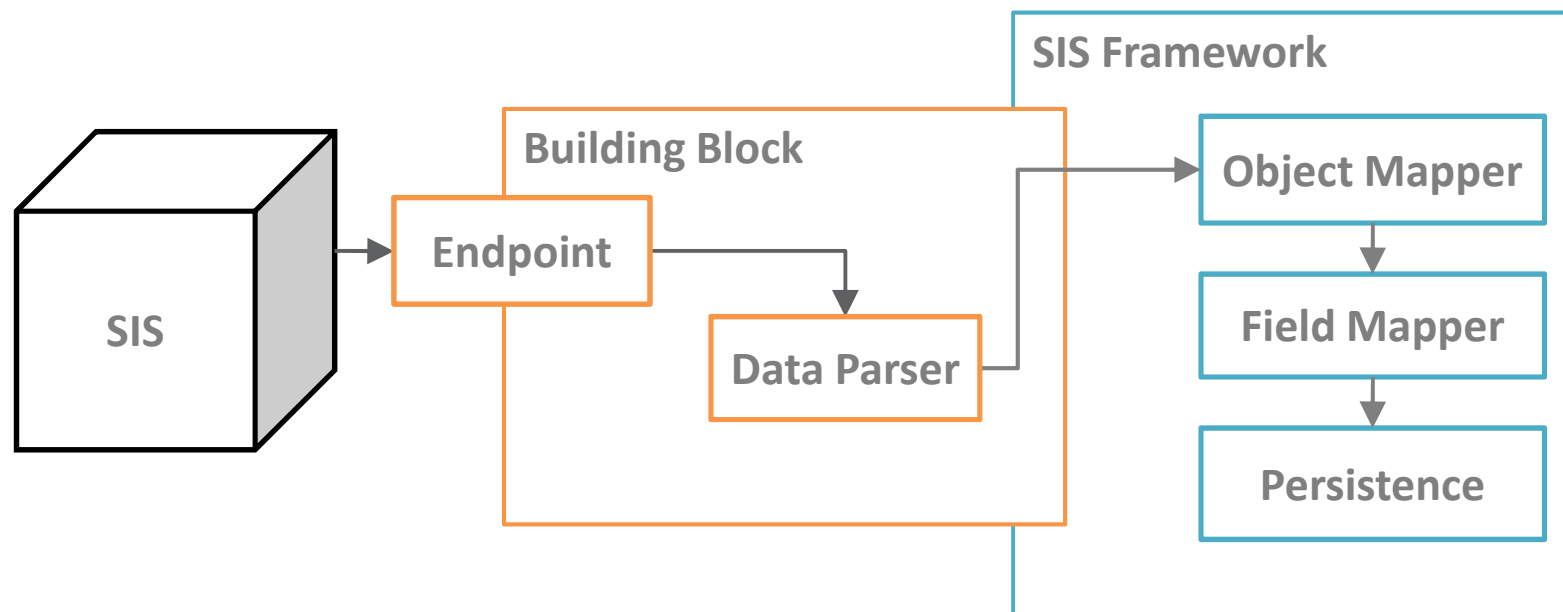 SIS Framework
Building Block
Object Mapper
Endpoint
SIS
Field Mapper
Data Parser
Persistence